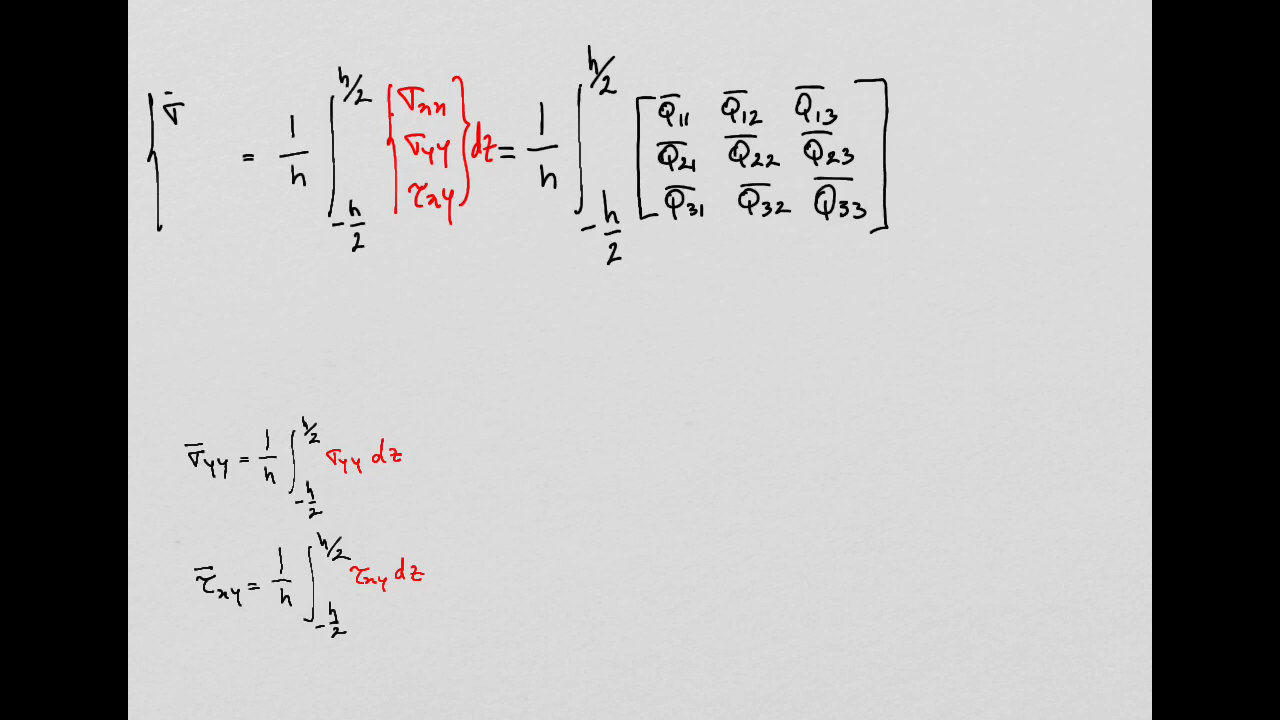 { σ̄ = 1/h ∫_{-h/2}^{h/2} { σxx σyy τxy } dz = 1/h ∫_{-h/2}^{h/2} [ Q̄11 Q̄12 Q̄13
Q̄21 Q̄22 Q̄23
Q̄31 Q̄32 Q̄33 ]
σ̄yy = 1/h ∫_{-h/2}^{h/2} σyy dz
τ̄xy = 1/h ∫_{-h/2}^{h/2} τxy dz